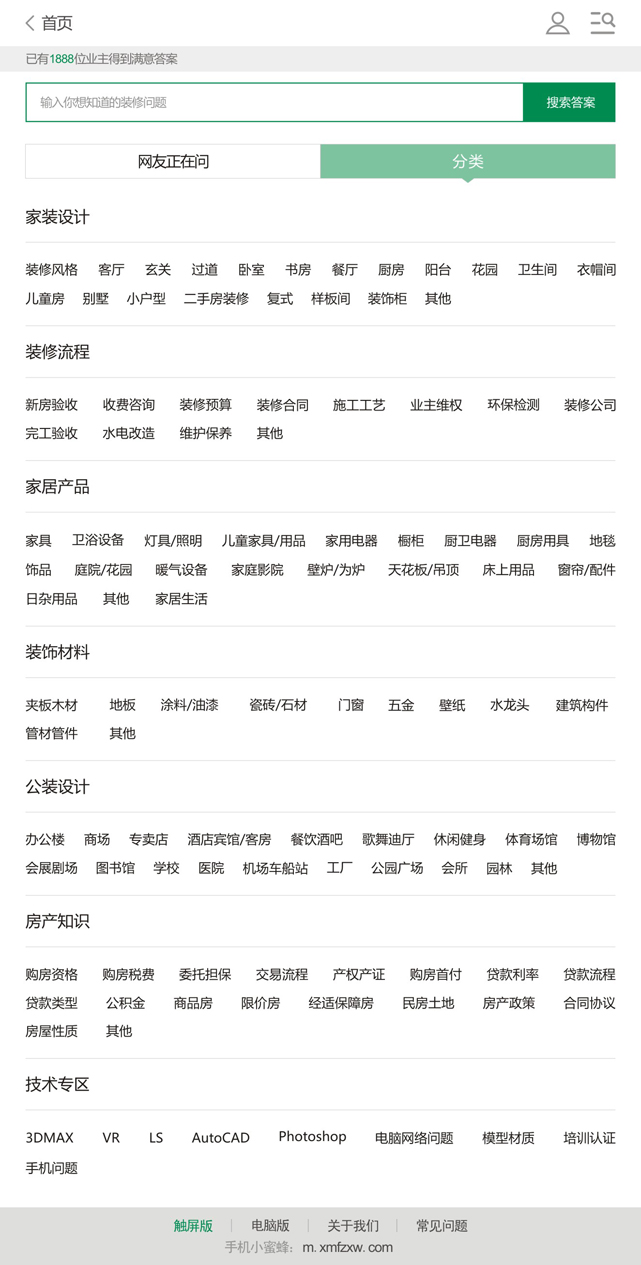 首页
已有1888位业主得到满意答案
输入你想知道的装修问题 搜索答案
网友正在问 分类
家装设计
装修风格 客厅 玄关 过道 卧室 书房 餐厅 厨房 阳台 花园 卫生间 衣帽间
儿童房 别墅 小户型 二手房装修 复式 样板间 装饰柜 其他
装修流程
新房验收 收费咨询 装修预算 装修合同 施工工艺 业主维权 环保检测 装修公司
完工验收 水电改造 维护保养 其他
家居产品
家具 卫浴设备 灯具/照明 儿童家具/用品 家用电器 橱柜 厨卫电器 厨房用具 地毯
饰品 庭院/花园 暖气设备 家庭影院 壁炉/为炉 天花板/吊顶 床上用品 窗帘/配件
日杂用品 其他 家居生活
装饰材料
夹板木材 地板 涂料/油漆 瓷砖/石材 门窗 五金 壁纸 水龙头 建筑构件
管材管件 其他
公装设计
办公楼 商场 专卖店 酒店宾馆/客房 餐饮酒吧 歌舞迪厅 休闲健身 体育场馆 博物馆
会展剧场 图书馆 学校 医院 机场车船站 工厂 公园广场 会所 园林 其他
房产知识
购房资格 购房税费 委托担保 交易流程 产权产证 购房首付 贷款利率 贷款流程
贷款类型 公积金 商品房 限价房 经适保障房 民房土地 房产政策 合同协议
房屋性质 其他
技术专区
3DMAX VR LS AutoCAD Photoshop 电脑网络问题 模型材质 培训认证
手机问题
触屏版 电脑版 关于我们 常见问题
手机小蜜蜂：m. xmfzxw. com